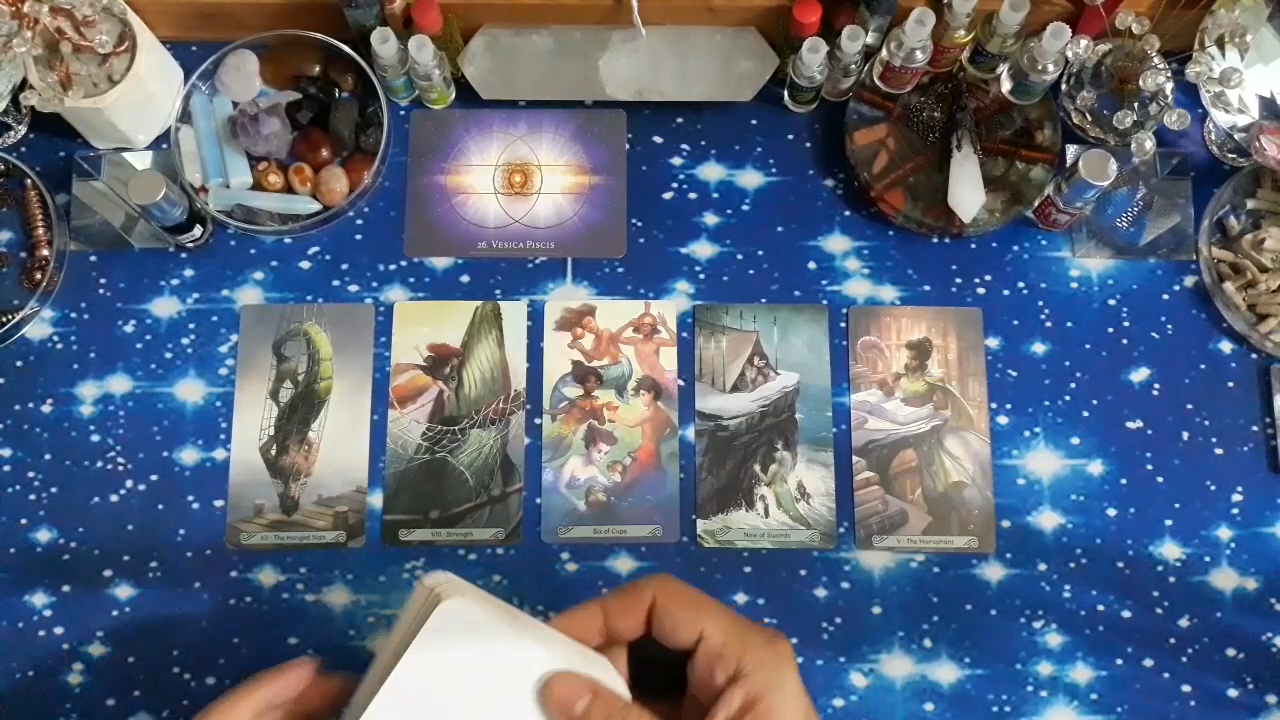 26. Vesica Piscis
XII : The Hanged Man
VIII : Strength
Six of Cups
Nine of Swords
V : The Hierophant